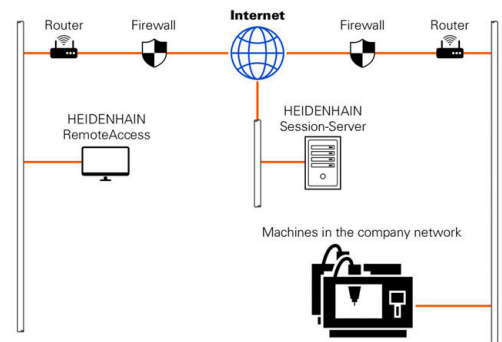 Internet
Router
Firewall
Firewall
Router
HEIDENHAIN
RemoteAccess
HEIDENHAIN
Session-Server
Machines in the company network